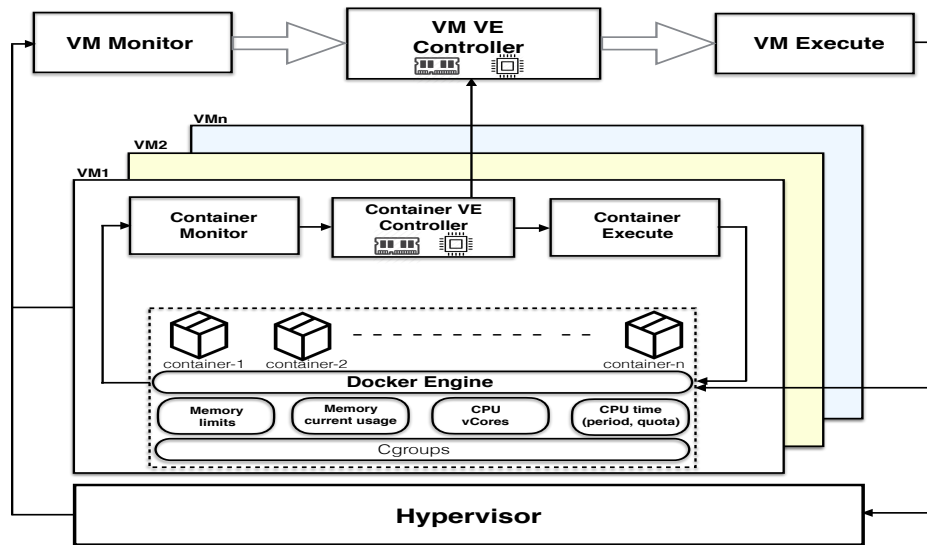 VM Monitor
VM VE
Controller
VM Execute
VMn
VM2
VM1
Container
Monitor
Container VE
Controller
Container
Execute
container-1
container-2
container-n
Docker Engine
Memory
limits
Memory
current usage
CPU
vCores
CPU time
(period, quota)
Cgroups
Hypervisor